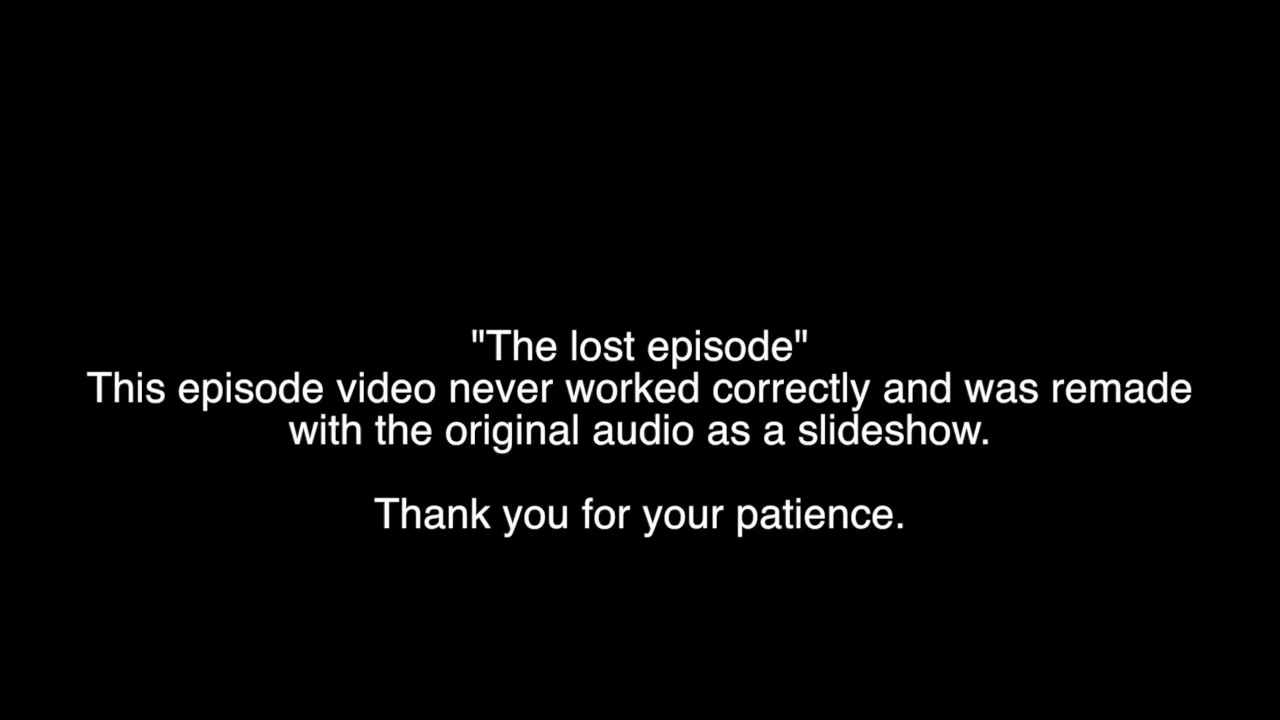 "The lost episode"
This episode video never worked correctly and was remade
with the original audio as a slideshow.
Thank you for your patience.